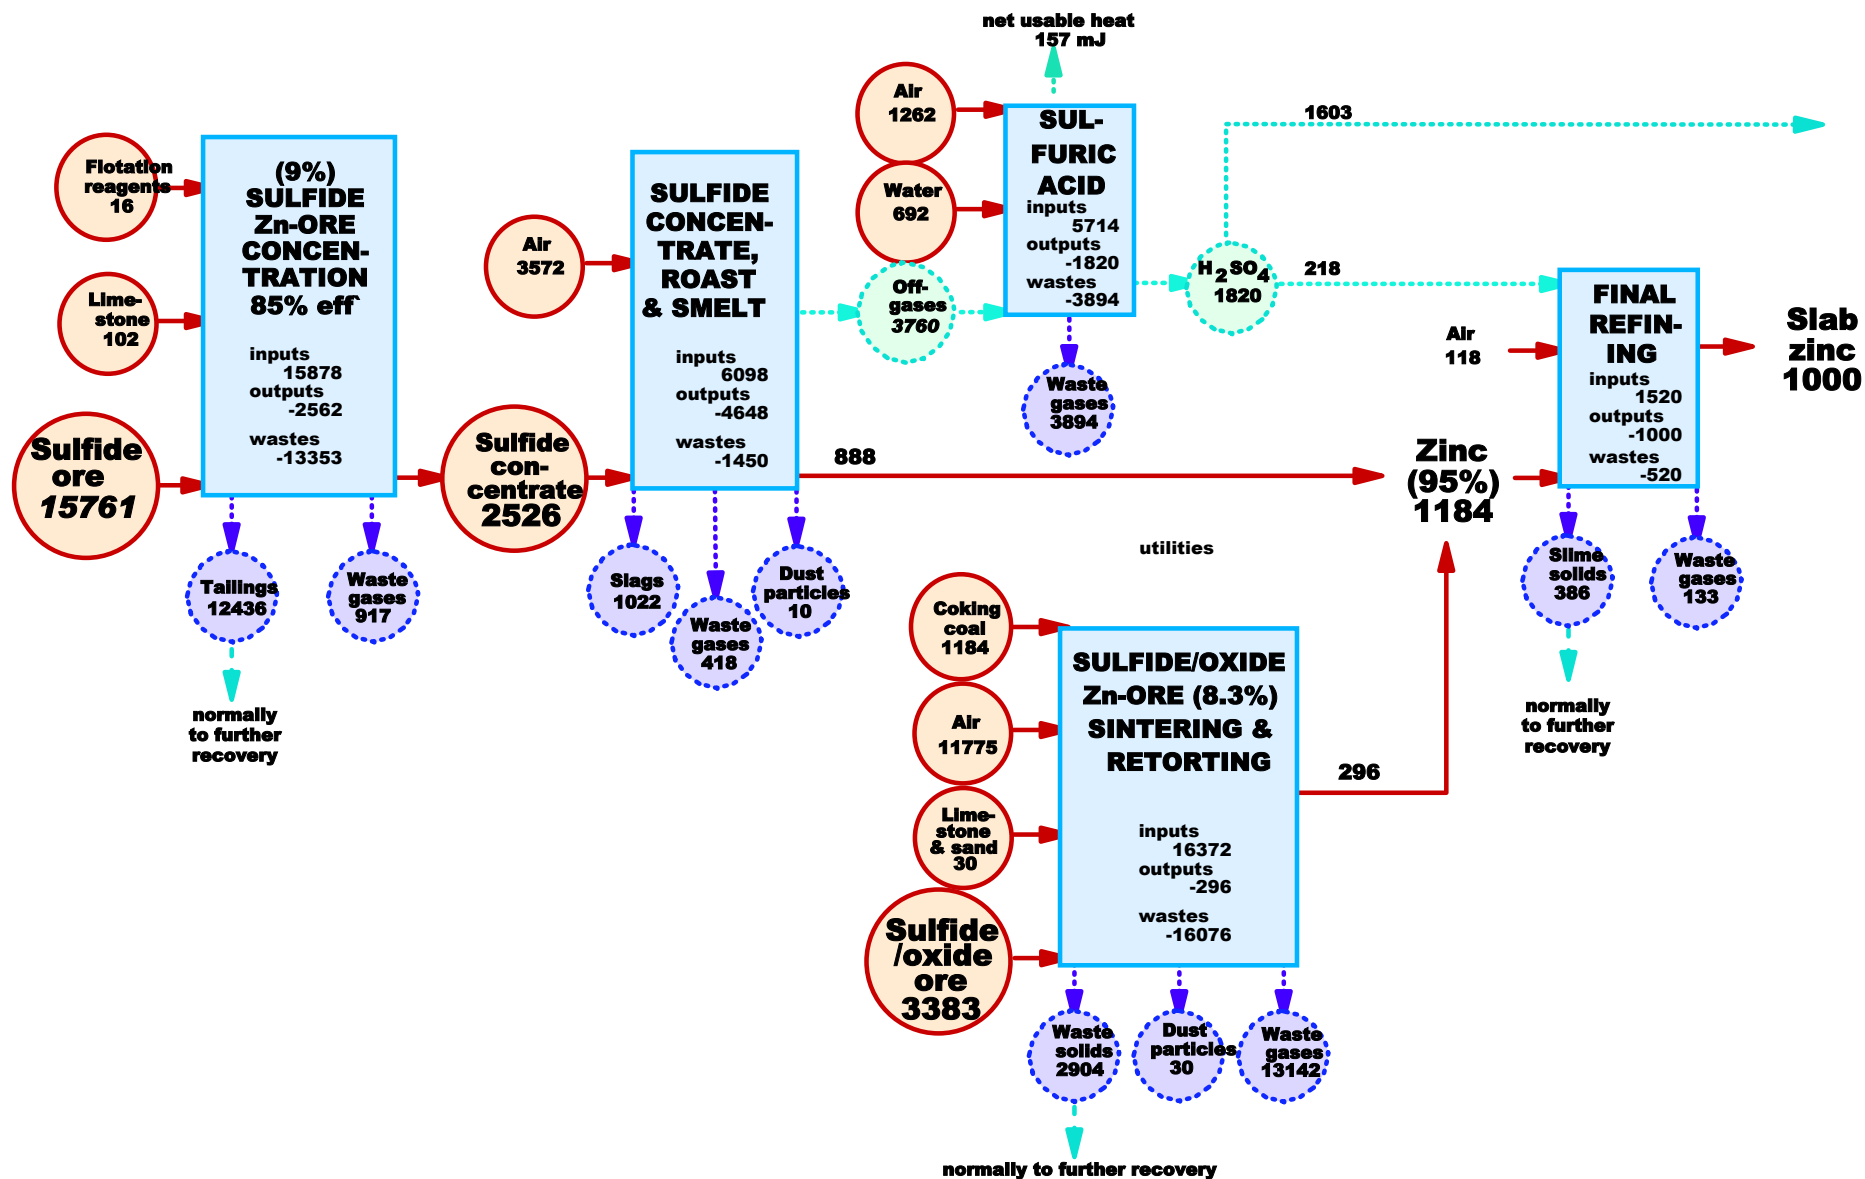 net usable heat
157 mJ
Flotation
reagents
16
Lime-
stone
102
Sulfide
ore
15761
(9%)
SULFIDE
Zn-ORE
CONCEN-
TRATION
85% eff`
inputs
15878
outputs
-2562
wastes
-13353
Tailings
12436
Waste
gases
917
normally
to further
recovery
Air
3572
Sulfide
con-
centrate
2526
SULFIDE
CONCEN-
TRATE,
ROAST
& SMELT
inputs
6098
outputs
-4648
wastes
-1450
Slags
1022
Waste
gases
418
Dust
particles
10
Air
1262
Water
692
Off-
gases
3760
SUL-
FURIC
ACID
inputs
5714
outputs
-1820
wastes
-3894
Waste
gases
3894
H2SO4
1820
1603
218
888
Air
118
Zinc
(95%)
1184
FINAL
REFIN-
ING
inputs
1520
outputs
-1000
wastes
-520
Slab
zinc
1000
Slime
solids
386
Waste
gases
133
normally
to further
recovery
utilities
Coking
coal
1184
Air
11775
Lime-
stone
& sand
30
Sulfide
/oxide
ore
3383
SULFIDE/OXIDE
Zn-ORE (8.3%)
SINTERING &
RETORTING
inputs
16372
outputs
-296
wastes
-16076
296
Waste
solids
2904
Dust
particles
30
Waste
gases
13142
normally to further recovery